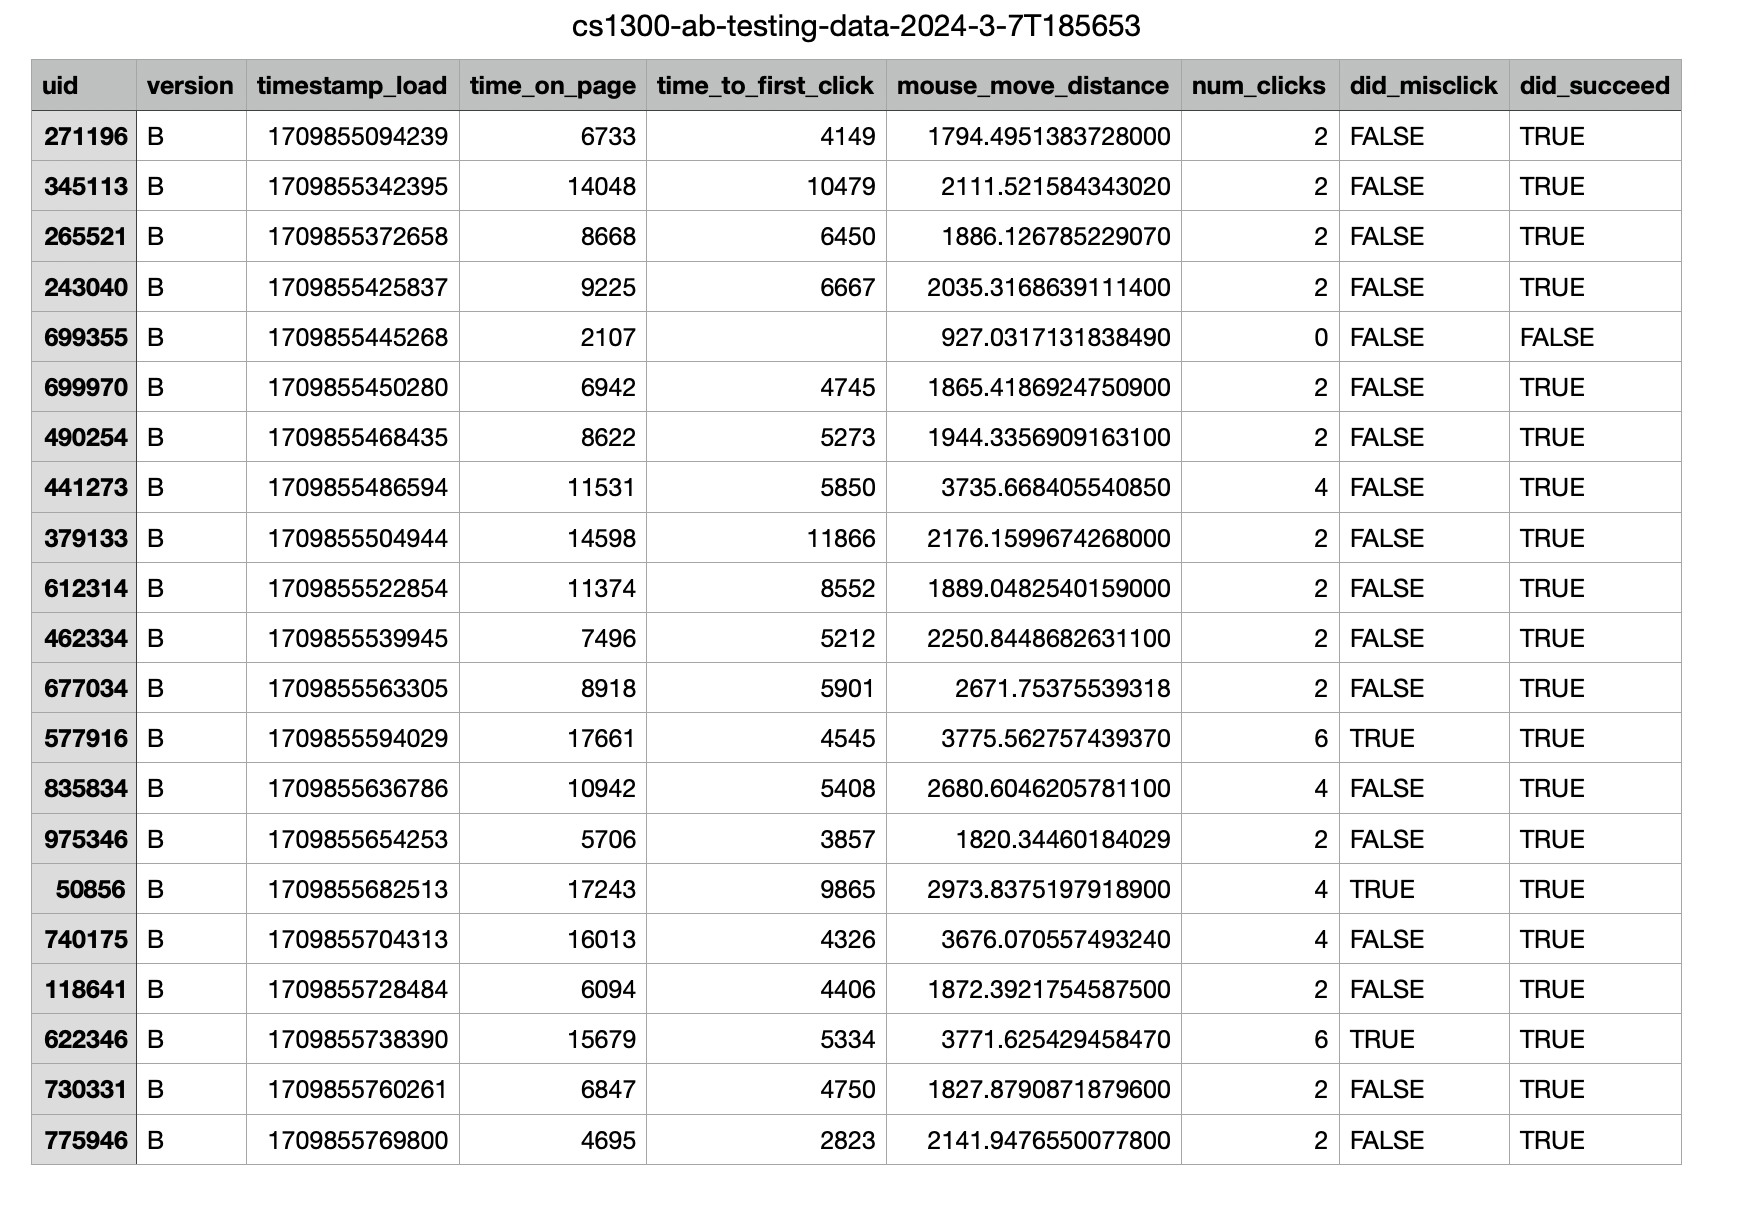 cs1300-ab-testing-data-2024-3-7T185653
uid version timestamp_load time_on_page time_to_first_click mouse_move_distance num_clicks did_misclick did_succeed
271196 B 1709855094239 6733 4149 1794.4951383728000 2 FALSE TRUE
345113 B 1709855342395 14048 10479 2111.521584343020 2 FALSE TRUE
265521 B 1709855372658 8668 6450 1886.126785229070 2 FALSE TRUE
243040 B 1709855425837 9225 6667 2035.3168639111400 2 FALSE TRUE
699355 B 1709855445268 2107 927.0317131838490 0 FALSE FALSE
699970 B 1709855450280 6942 4745 1865.4186924750900 2 FALSE TRUE
490254 B 1709855468435 8622 5273 1944.3356909163100 2 FALSE TRUE
441273 B 1709855486594 11531 5850 3735.668405540850 4 FALSE TRUE
379133 B 1709855504944 14598 11866 2176.1599674268000 2 FALSE TRUE
612314 B 1709855522854 11374 8552 1889.0482540159000 2 FALSE TRUE
462334 B 1709855539945 7496 5212 2250.8448682631100 2 FALSE TRUE
677034 B 1709855563305 8918 5901 2671.75375539318 2 FALSE TRUE
577916 B 1709855594029 17661 4545 3775.562757439370 6 TRUE TRUE
835834 B 1709855636786 10942 5408 2680.6046205781100 4 FALSE TRUE
975346 B 1709855654253 5706 3857 1820.34460184029 2 FALSE TRUE
50856 B 1709855682513 17243 9865 2973.8375197918900 4 TRUE TRUE
740175 B 1709855704313 16013 4326 3676.070557493240 4 FALSE TRUE
118641 B 1709855728484 6094 4406 1872.3921754587500 2 FALSE TRUE
622346 B 1709855738390 15679 5334 3771.625429458470 6 TRUE TRUE
730331 B 1709855760261 6847 4750 1827.8790871879600 2 FALSE TRUE
775946 B 1709855769800 4695 2823 2141.9476550077800 2 FALSE TRUE